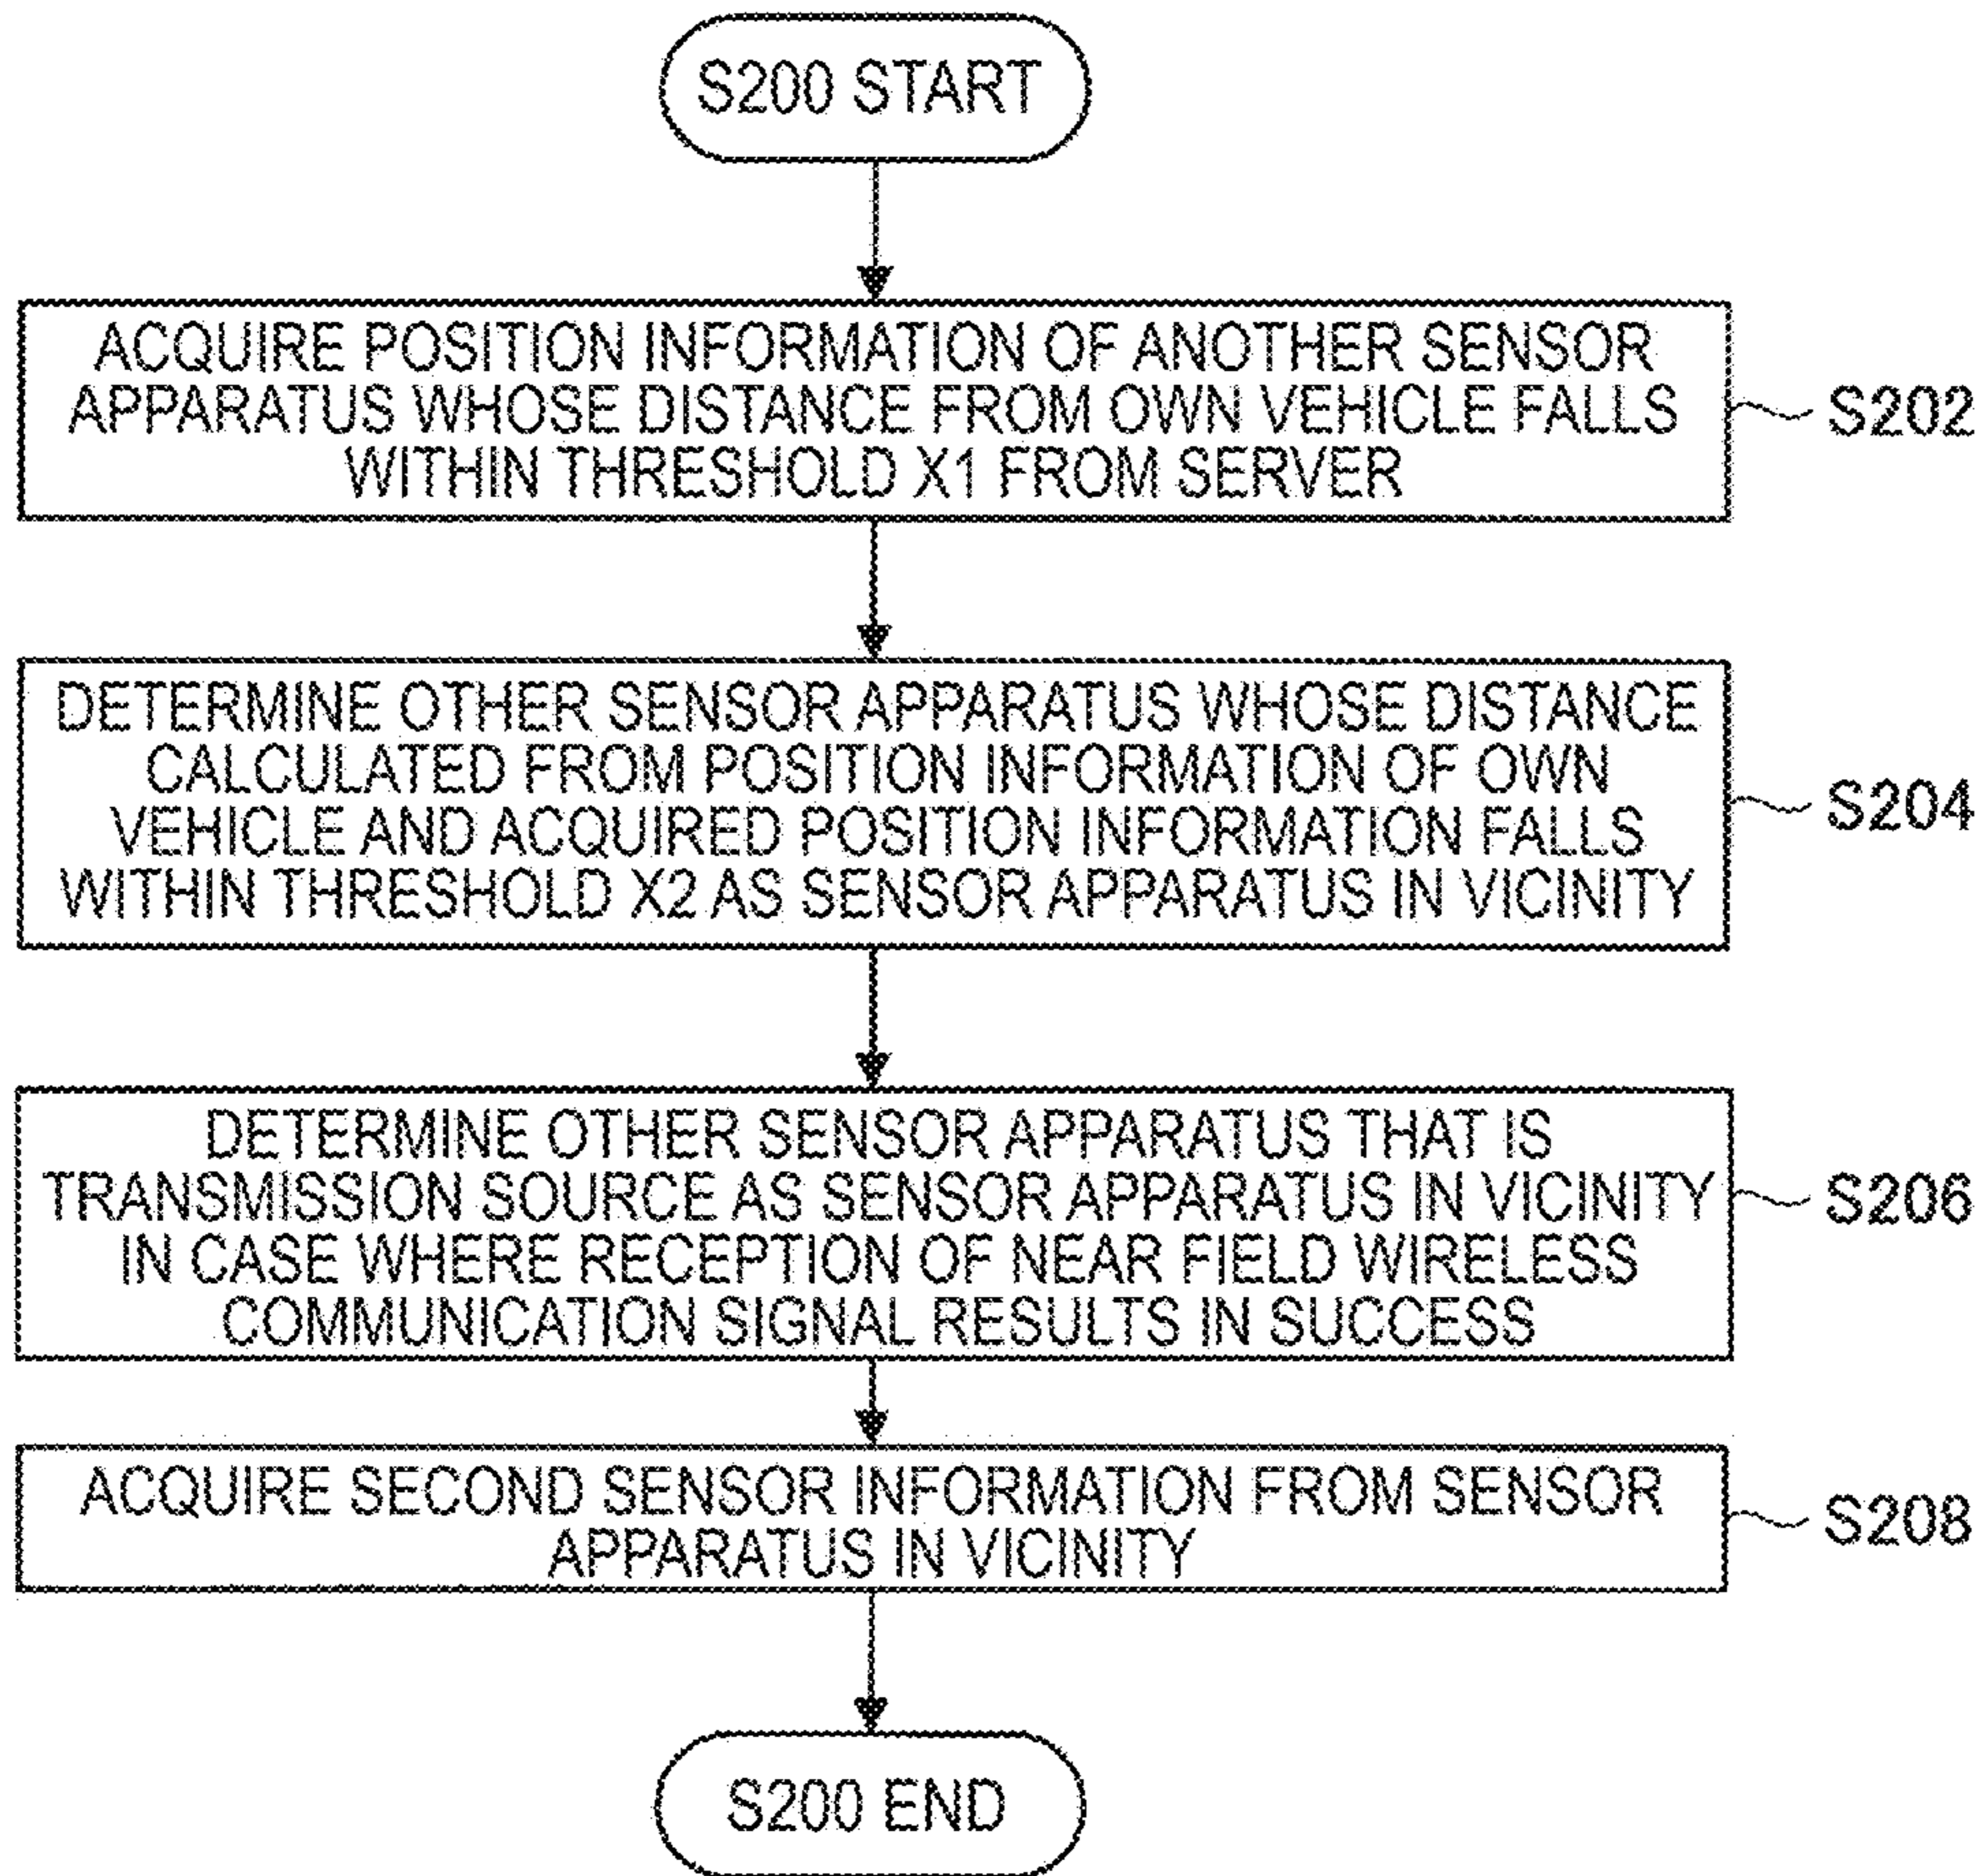 S200 START
ACQUIRE POSITION INFORMATION OF ANOTHER SENSOR
APPARATUS WHOSE DISTANCE FROM OWN VEHICLE FALLS
WITHIN THRESHOLD X1 FROM SERVER
S202
DETERMINE OTHER SENSOR APPARATUS WHOSE DISTANCE
CALCULATED FROM POSITION INFORMATION OF OWN
VEHICLE AND ACQUIRED POSITION INFORMATION FALLS
WITHIN THRESHOLD X2 AS SENSOR APPARATUS IN VICINITY
S204
DETERMINE OTHER SENSOR APPARATUS THAT IS
TRANSMISSION SOURCE AS SENSOR APPARATUS IN VICINITY
IN CASE WHERE RECEPTION OF NEAR FIELD WIRELESS
COMMUNICATION SIGNAL RESULTS IN SUCCESS
S206
ACQUIRE SECOND SENSOR INFORMATION FROM SENSOR
APPARATUS IN VICINITY
S208
S200 END